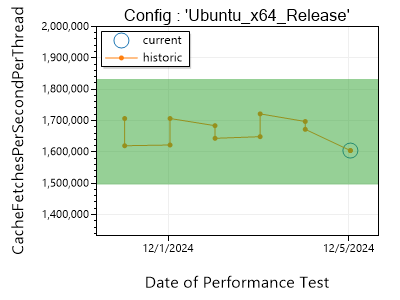 Config : 'Ubuntu_x64_Release'
CacheFetchesPerSecondPerThread
2,000,000
1,900,000
1,800,000
1,700,000
1,600,000
1,500,000
1,400,000
current
historic
12/1/2024
12/5/2024
Date of Performance Test